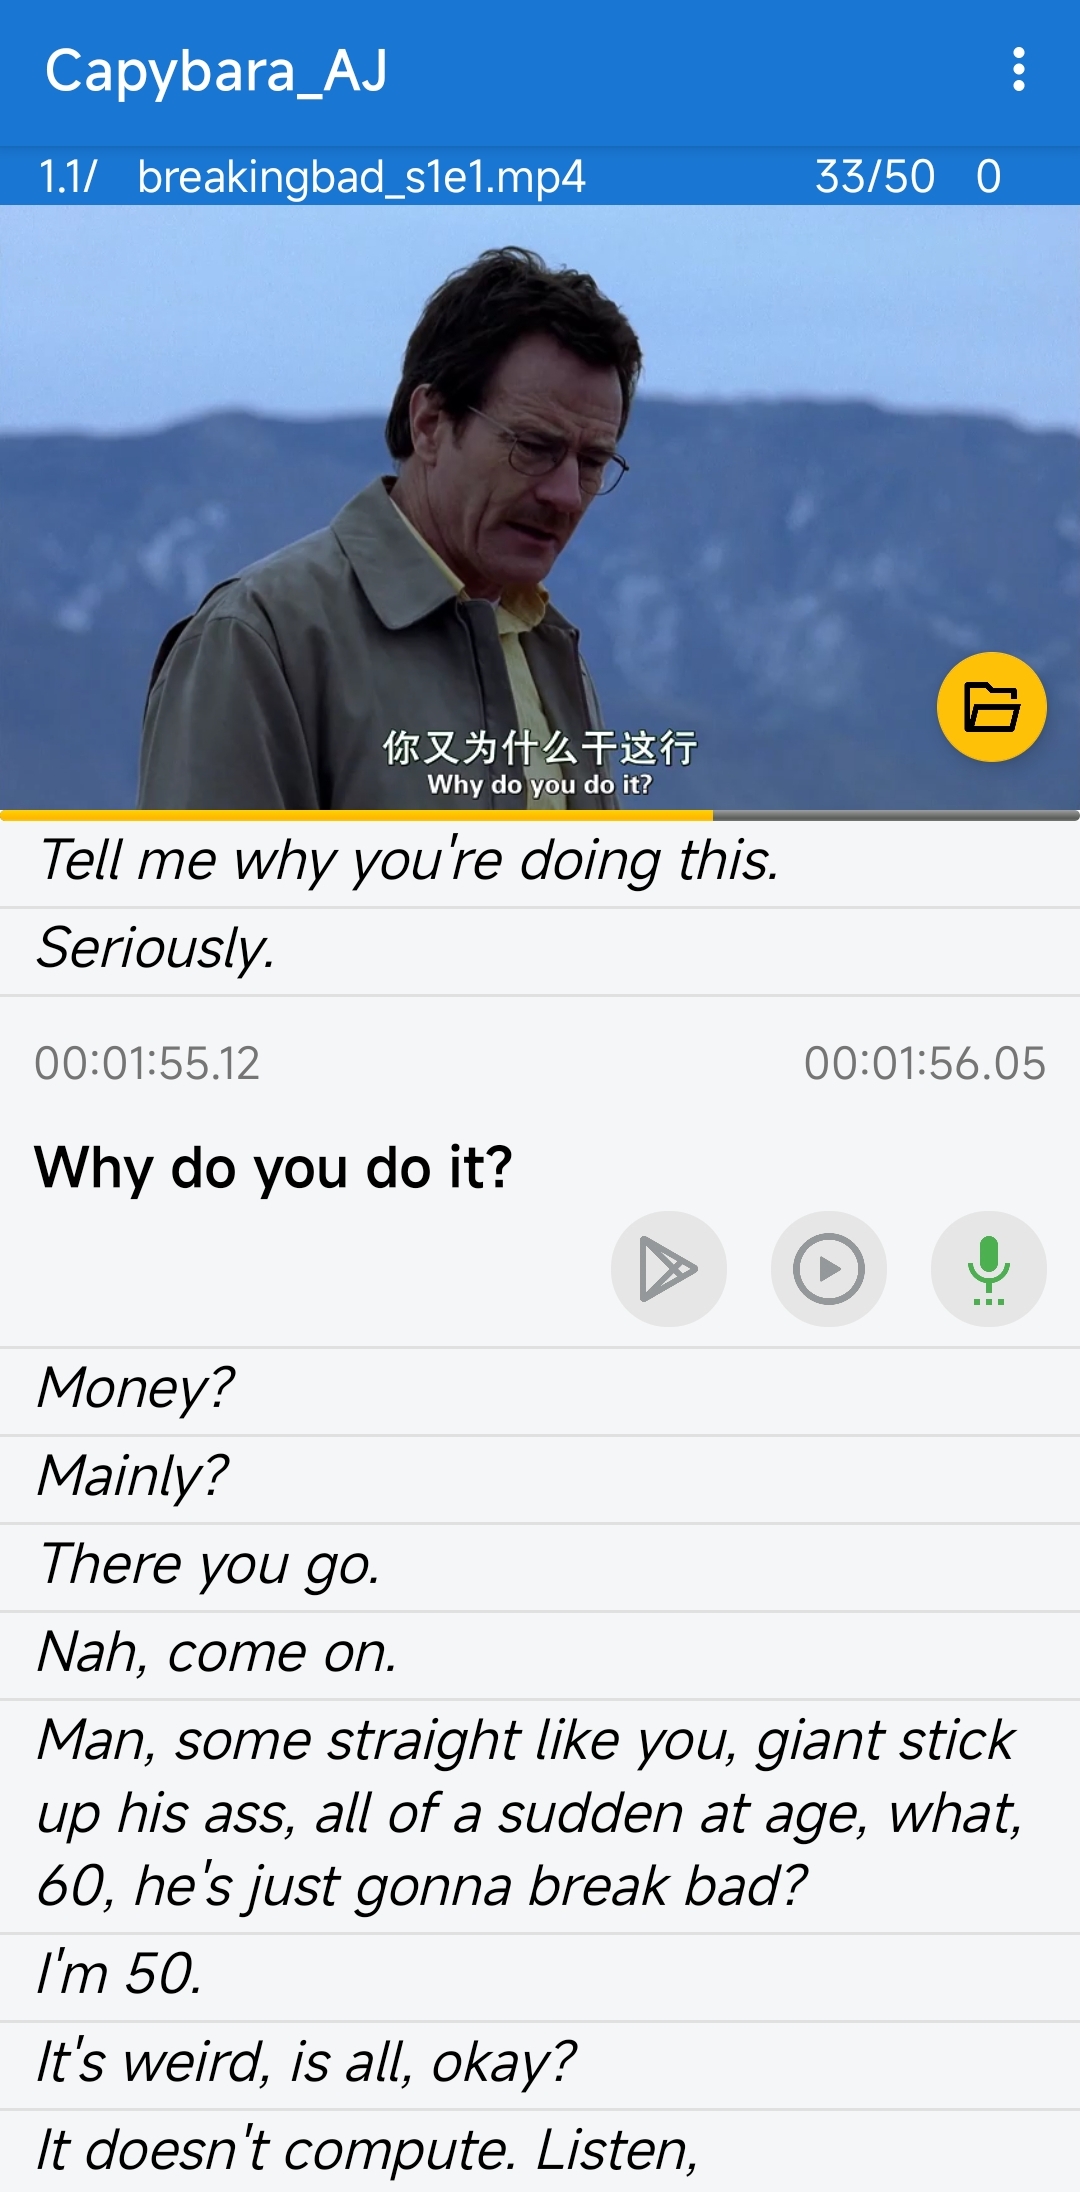 Capybara_AJ
1.1/ breakingbad_s1e1.mp4 33/50 0
你又为什么干这行
Why do you do it?
Tell me why you're doing this.
Seriously.
00:01:55.12 00:01:56.05
Why do you do it?
Money?
Mainly?
There you go.
Nah, come on.
Man, some straight like you, giant stick
up his ass, all of a sudden at age, what,
60, he's just gonna break bad?
I'm 50.
It's weird, is all, okay?
It doesn't compute. Listen,